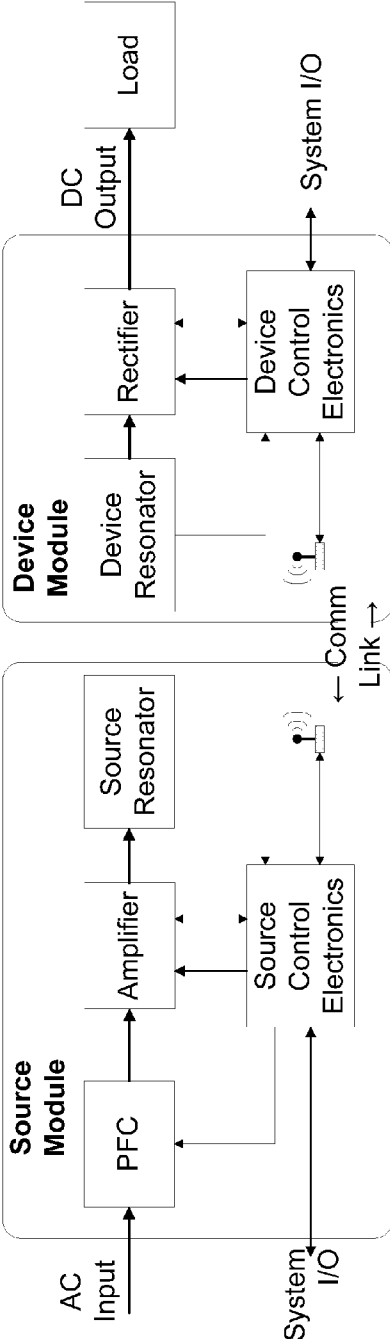 Source
Module
AC
Input
PFC
Amplifier
Source
Resonator
Source
Control
Electronics
System
I/O
← Comm
Link →
Device
Module
Device
Resonator
Rectifier
DC
Output
Load
Device
Control
Electronics
System I/O